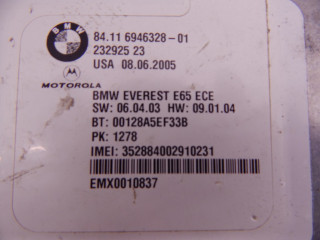 BMW
84.11 6946328-01
232925 23
USA 08.06.2005
MOTOROLA
BMW EVEREST E65 ECE
SW: 06.04.03 HW: 09.01.04
BT: 00128A5EF33B
PK: 1278
IMEI: 352884002910231
EMX0010837